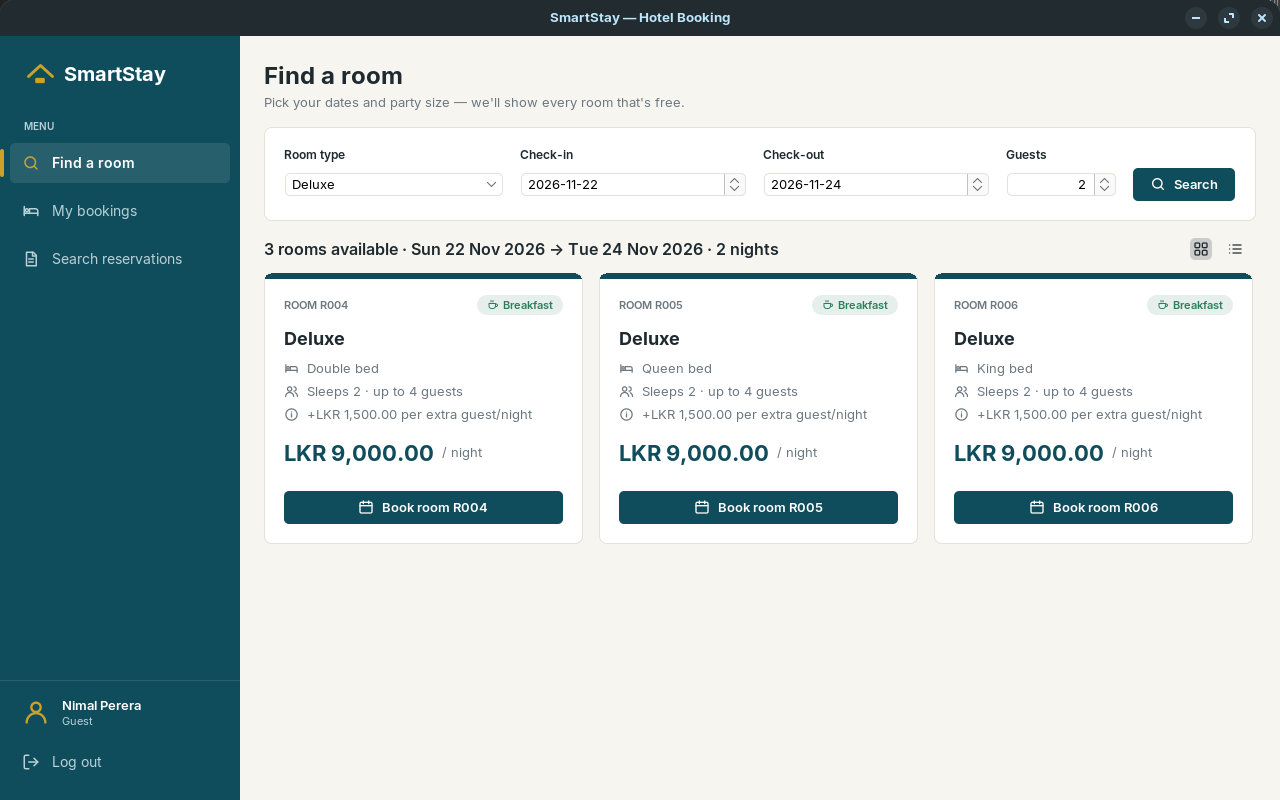 SmartStay — Hotel Booking
SmartStay
MENU
Find a room
My bookings
Search reservations
Nimal Perera
Guest
Log out
Find a room
Pick your dates and party size — we'll show every room that's free.
Room type
Check-in
Check-out
Guests
Deluxe
2026-11-22
2026-11-24
2
Search
3 rooms available · Sun 22 Nov 2026 → Tue 24 Nov 2026 · 2 nights
ROOM R004
Breakfast
Deluxe
Double bed
Sleeps 2 · up to 4 guests
+LKR 1,500.00 per extra guest/night
LKR 9,000.00 / night
Book room R004
ROOM R005
Breakfast
Deluxe
Queen bed
Sleeps 2 · up to 4 guests
+LKR 1,500.00 per extra guest/night
LKR 9,000.00 / night
Book room R005
ROOM R006
Breakfast
Deluxe
King bed
Sleeps 2 · up to 4 guests
+LKR 1,500.00 per extra guest/night
LKR 9,000.00 / night
Book room R006